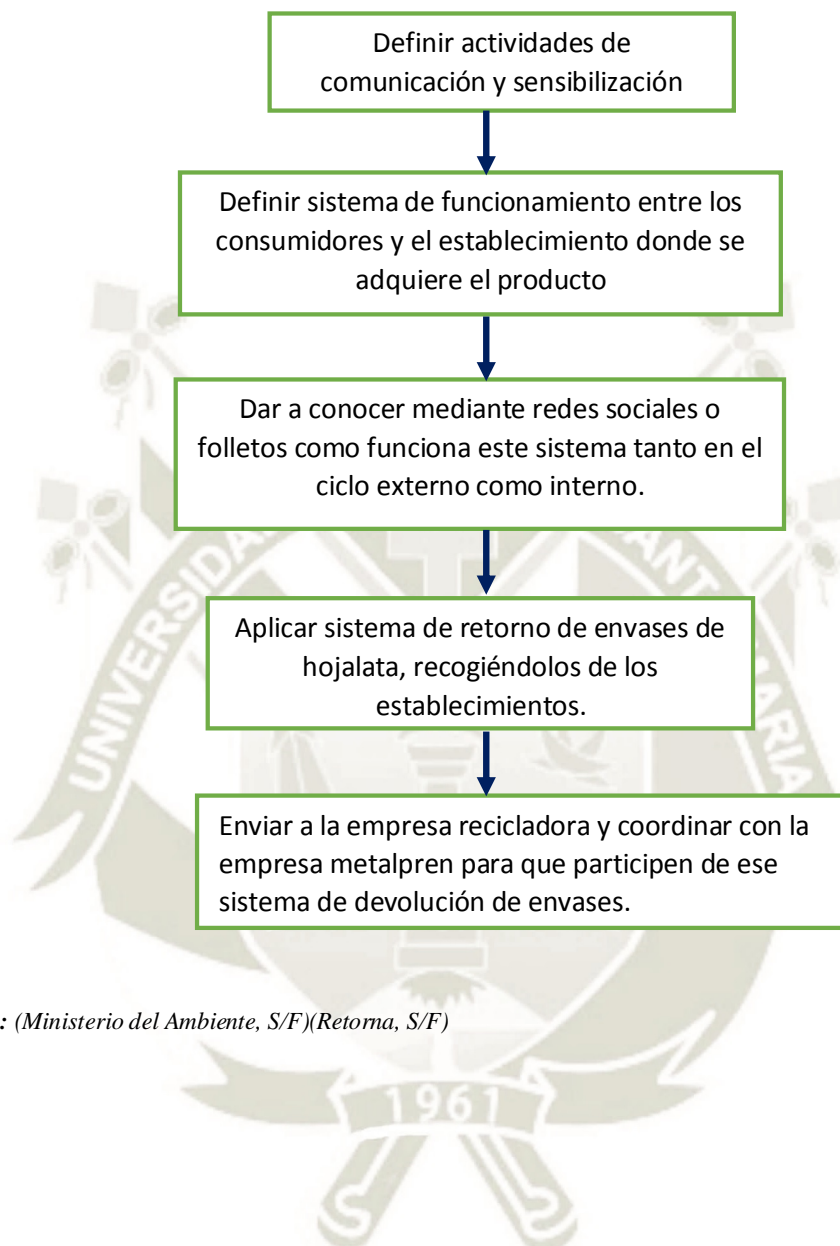 Definir actividades de
comunicación y sensibilización
Definir sistema de funcionamiento entre los
consumidores y el establecimiento donde se
adquiere el producto
Dar a conocer mediante redes sociales o
folletos como funciona este sistema tanto en el
ciclo externo como interno.
Aplicar sistema de retorno de envases de
hojalata, recogiéndolos de los
establecimientos.
Enviar a la empresa recicladora y coordinar con la
empresa metalpren para que participen de ese
sistema de devolución de envases.
: (Ministerio del Ambiente, S/F)(Retorna, S/F)
1961